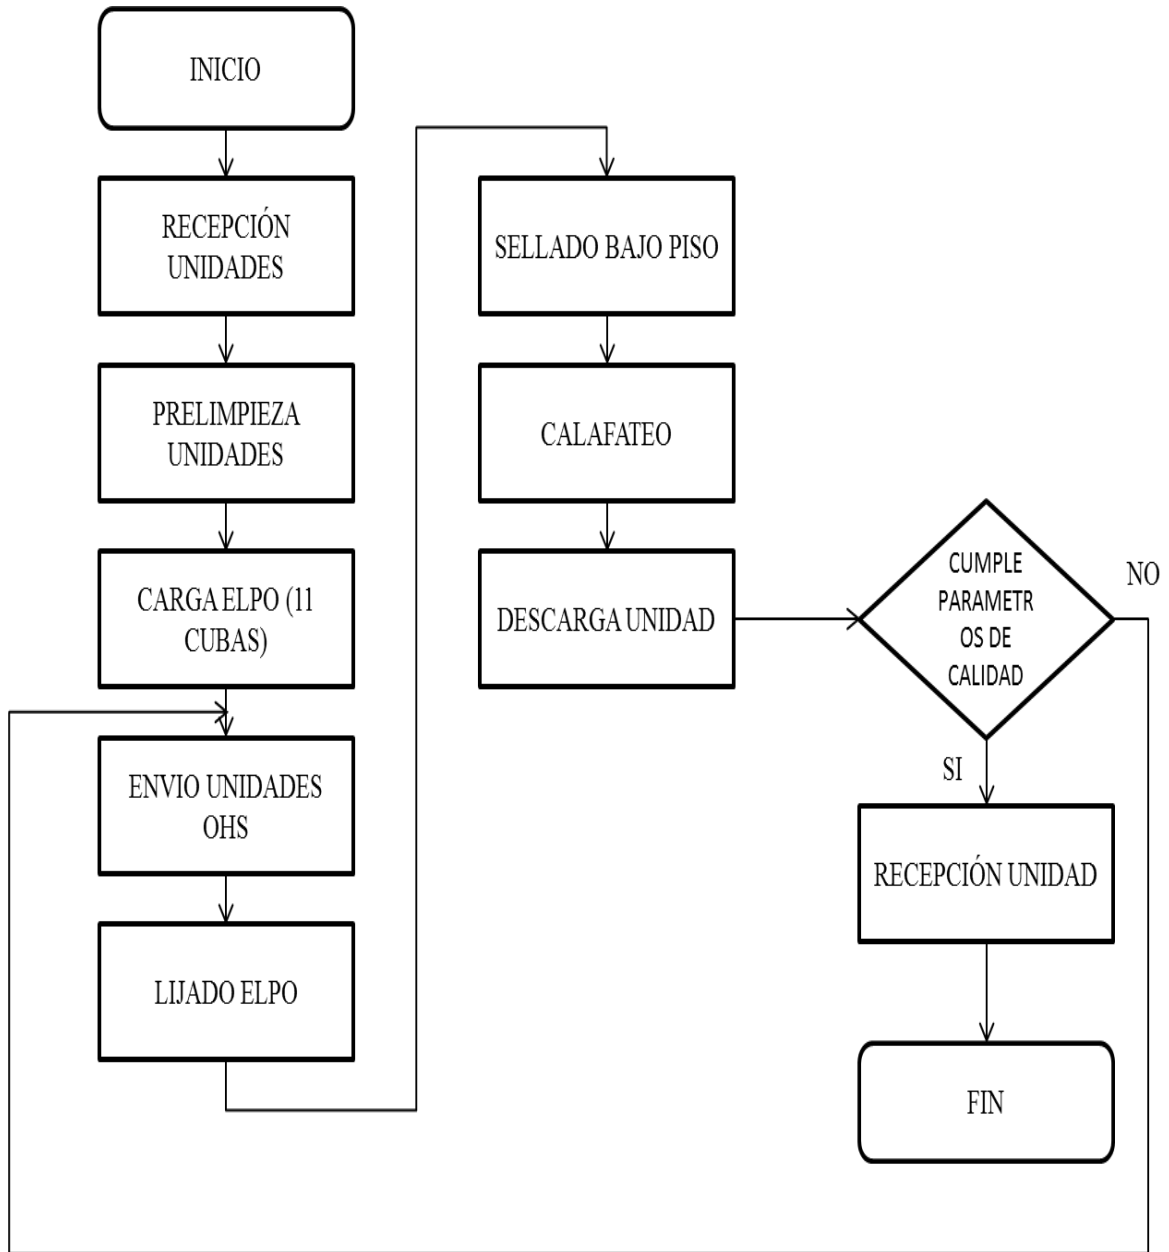 INICIO
RECEPCIÓN
UNIDADES
PRELIMPIEZA
UNIDADES
CARGA ELPO (11
CUBAS)
ENVIO UNIDADES
OHS
LIJADO ELPO
SELLADO BAJO PISO
CALAFATEO
DESCARGA UNIDAD
CUMPLE
PARAMETR
OS DE
CALIDAD
NO
SI
RECEPCIÓN UNIDAD
FIN